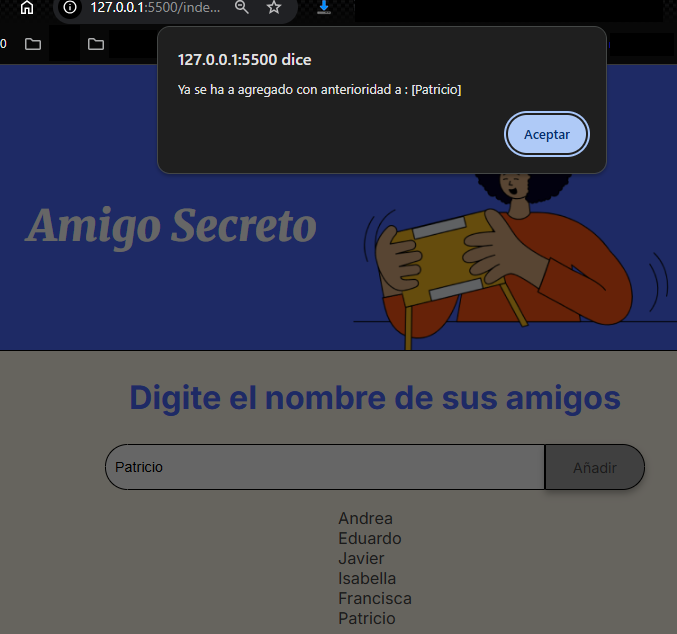 127.0.0.1:5500/inde...
0
127.0.0.1:5500 dice
Ya se ha a agregado con anterioridad a : [Patricio]
Aceptar
Amigo Secreto
Digite el nombre de sus amigos
Patricio
Añadir
Andrea
Eduardo
Javier
Isabella
Francisca
Patricio